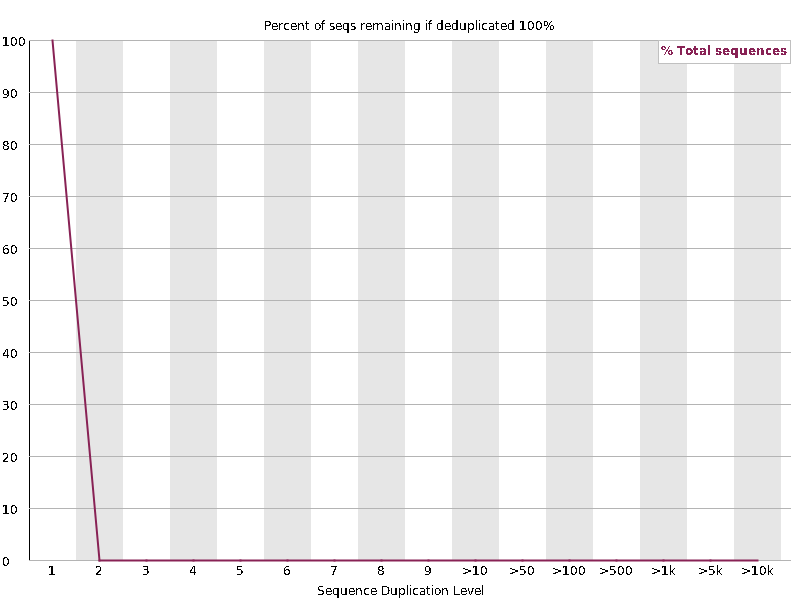 Percent of seqs remaining if deduplicated 100%
% Total sequences
100
90
80
70
60
50
40
30
20
10
0
1 2 3 4 5 6 7 8 9 >10 >50 >100 >500 >1k >5k >10k
Sequence Duplication Level